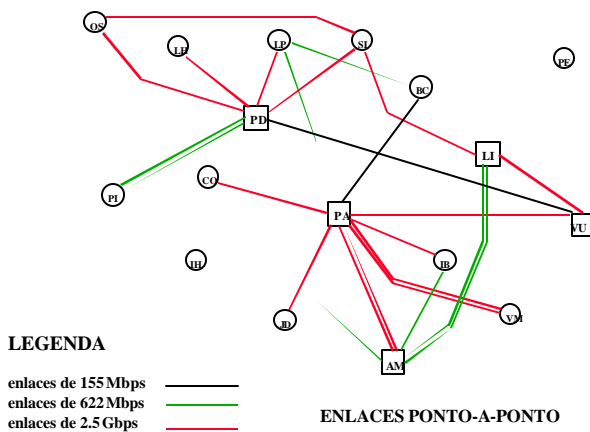 OS
LH
LP
SI
PE
BC
PD
LI
PI
CO
PA
VU
IH
IB
JD
VM
AM
LEGENDA
enlaces de 155 Mbps
enlaces de 622 Mbps
enlaces de 2.5 Gbps
ENLACES PONTO-A-PONTO